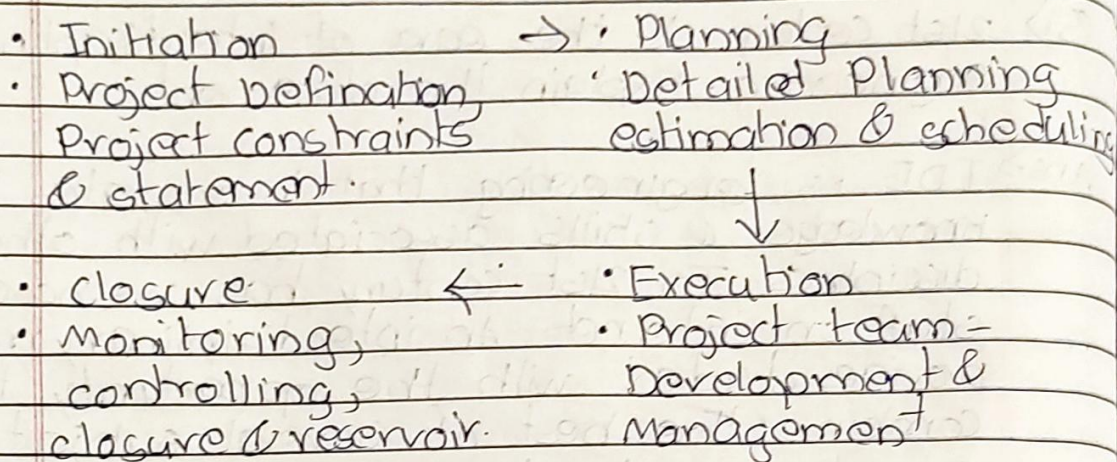 • Initiation → • Planning
• Project Defination, • Detailed Planning
Project constraints estimation & scheduling
& statement.
↓
• Closure. ← • Execution
• Monitoring, • Project team -
controlling, Development &
closure & reservoir. Management